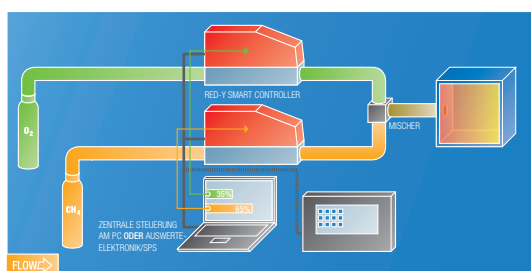 RED-Y SMART CONTROLLER
O₂
MISCHER
CH₄
35%
65%
ZENTRALE STEUERUNG
AM PC ODER AUSWERTE-
ELEKTRONIK/SPS
FLOW